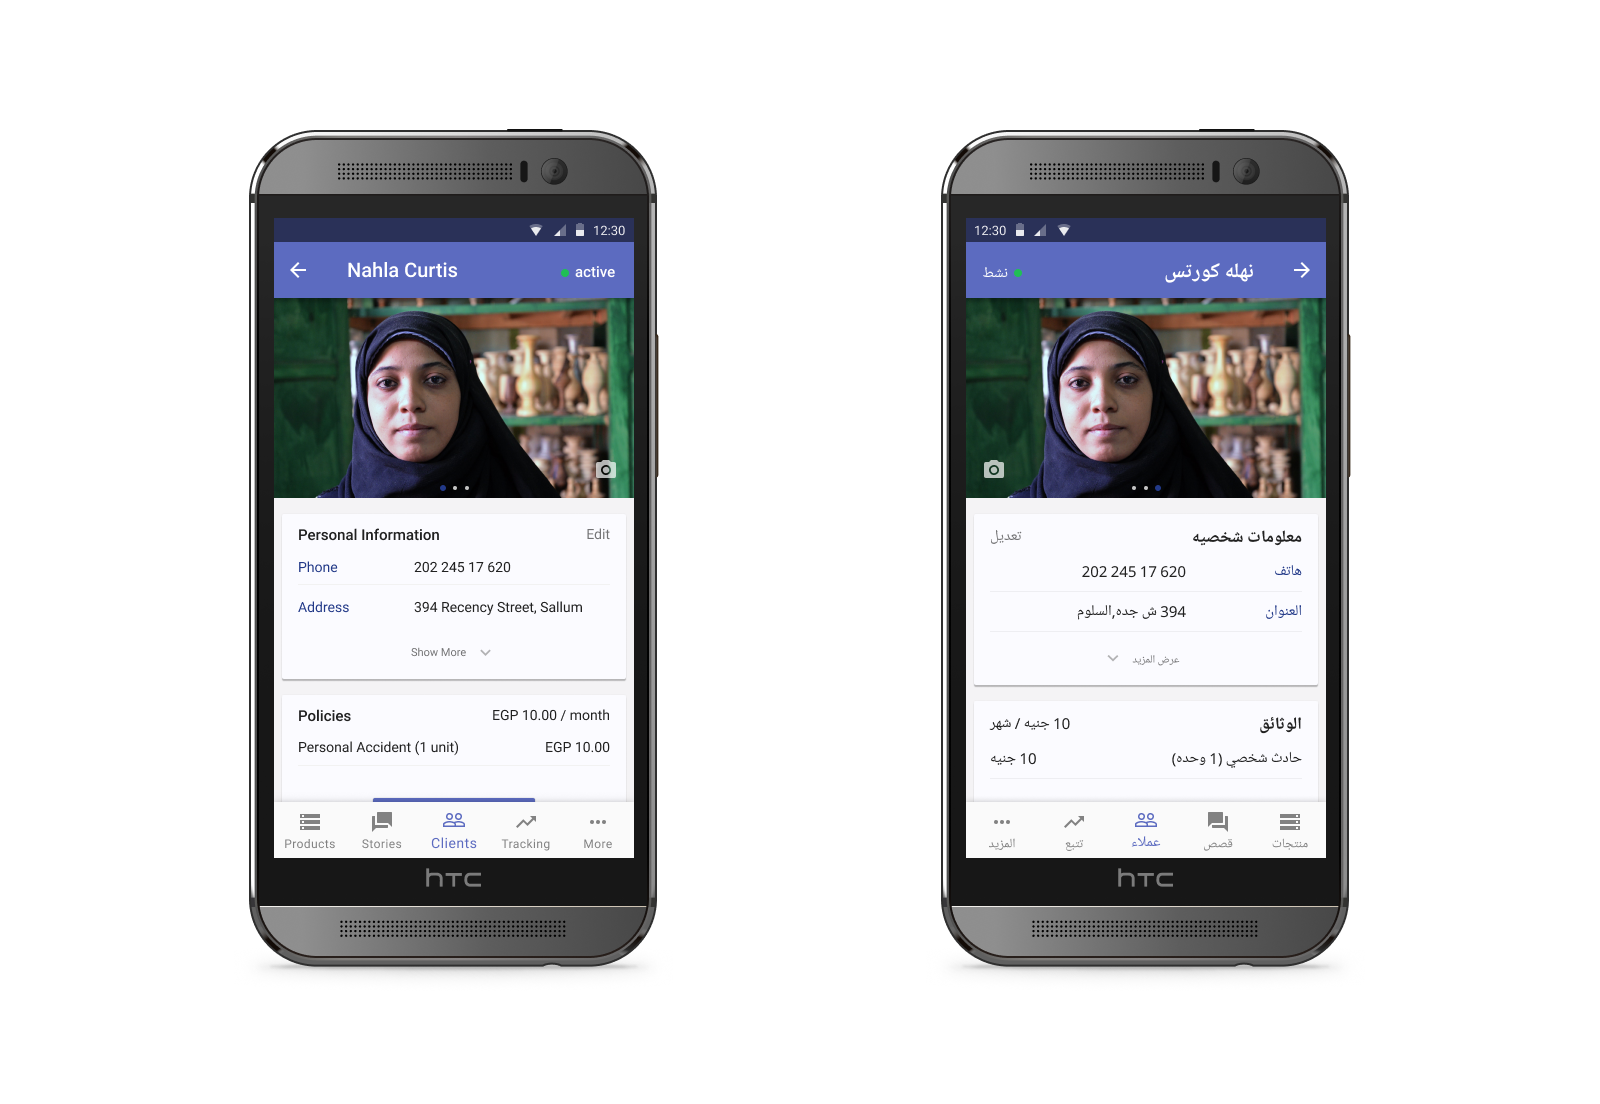 12:30
Nahla Curtis
active
Personal Information
Edit
Phone
202 245 17 620
Address
394 Recency Street, Sallum
Show More
Policies
EGP 10.00 / month
Personal Accident (1 unit)
EGP 10.00
Products
Stories
Clients
Tracking
More
hTC
12:30
نهله كورتس
نشط
معلومات شخصيه
تعديل
هاتف
202 245 17 620
العنوان
394 ش جده,السلوم
عرض المزيد
الوثائق
10 جنيه / شهر
حادث شخصي (1 وحده)
10 جنيه
منتجات
قصص
عملاء
تتبع
المزيد
hTC